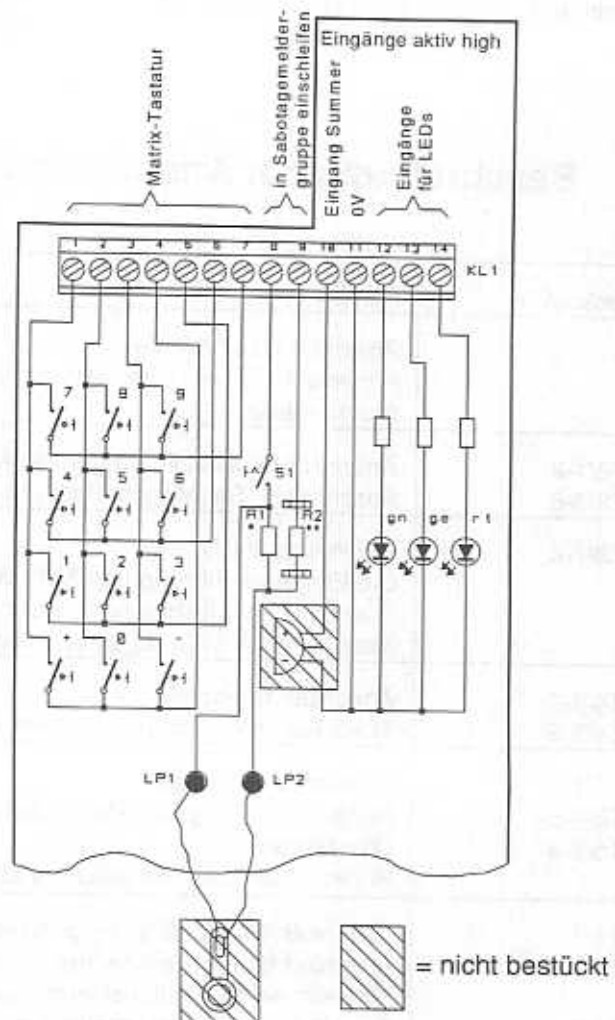 Eingänge aktiv high
Matrix-Tastatur
In Sabotagemelder-
gruppe einschleifen
Eingang Summer
0V
Eingänge
für LEDs
1 2 3 4 5 6 7 8 9 10 11 12 13 14
KL1
7 8 9
4 5 6
S1
R1 R2
gn ge rt
1 2 3
+ 0 -
LP1 LP2
= nicht bestückt